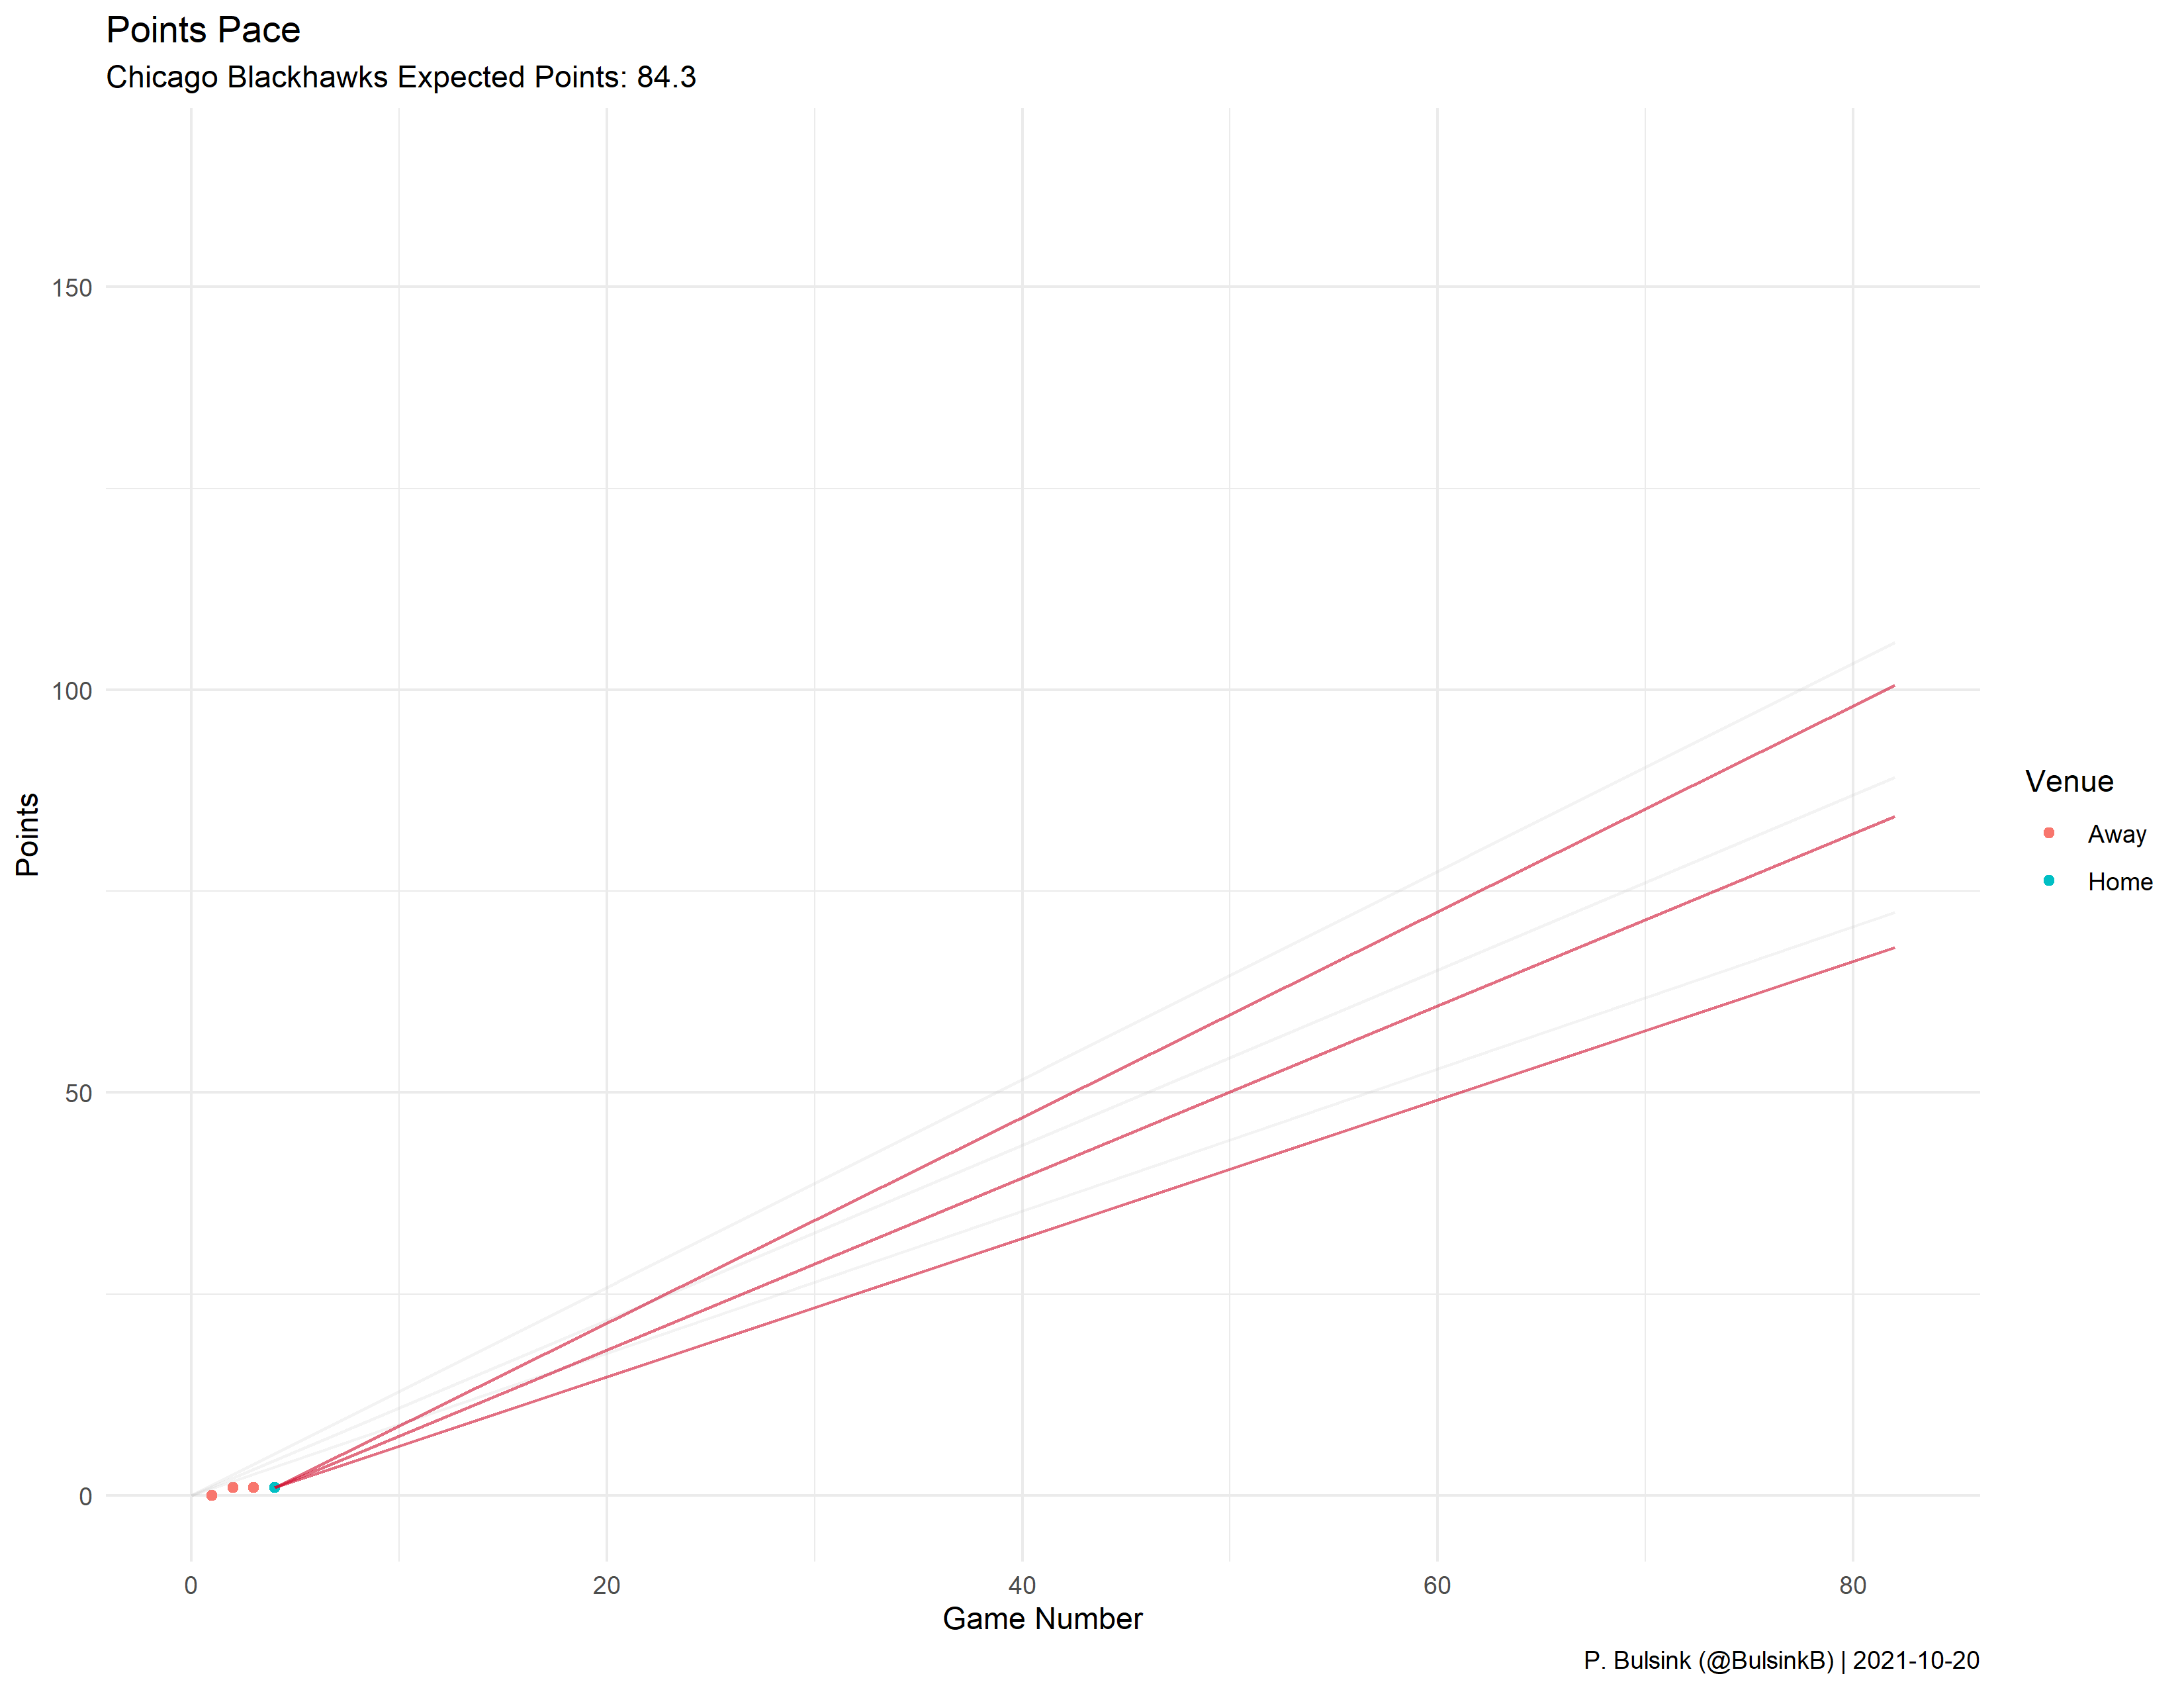 Points Pace
Chicago Blackhawks Expected Points: 84.3
150
100
50
0
Points
0 20 40 60 80
Game Number
Venue
Away
Home
P. Bulsink (@BulsinkB) | 2021-10-20